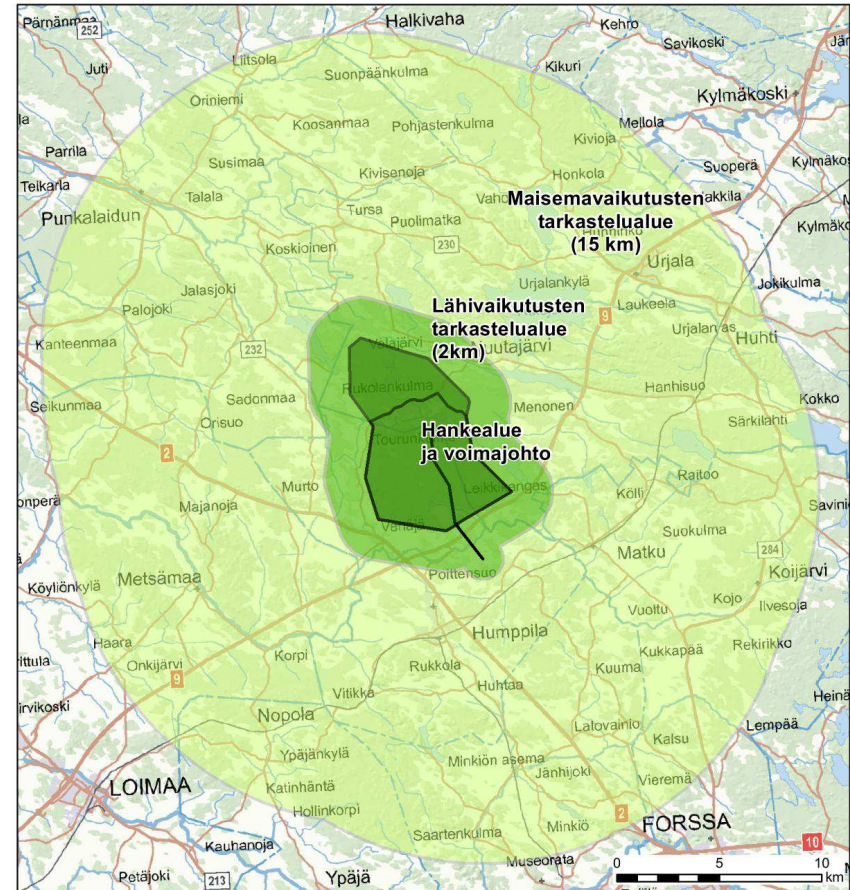 Pärnänmaa
252
Halkivaha
Kehro
Savikoski
Juti
Liitsola
Suonpäänkulma
Kikuri
Oriniemi
Kylmäkoski
Koosanmaa
Pohjastenkulma
Mellola
Kivioja
Parrila
Susimaa
Kivisenoja
Honkola
Suoperä
Teikarla
Talala
Tursa
Maisemavaikutusten
tarkastelualue
(15 km)
Punkalaidun
Puolimatka
230
Koskioinen
Urjala
Jalasjoki
Urjalankylä
Jokikulma
Palojoki
Lähivaikutusten
tarkastelualue
(2km)
Laukeela
9
Kanteenmaa
Valajärvi
Huhti
232
Rukolankulma
Hanhisuo
Seikunmaa
Sadonmaa
Menonen
Kokko
Orisuo
Särkilahti
Hankealue
ja voimajohto
2
Murto
Leikkikangas
Raitoo
Kölli
Majanoja
Suokulma
Matku
284
Metsämaa
Poittensuo
Koijärvi
Köyliönkylä
Vuoltu
Kojo
Ilvesoja
Haara
Humppila
Onkijärvi
Korpi
Rukkola
Kukkapää
Rekirikko
9
Kuuma
Vitikka
Huhtaa
Nopola
Lempää
Ypäjänkylä
Kalsu
Minkiön asema
LOIMAA
Jänhijoki
Vieremä
Katinhäntä
Hollinkorpi
2
Saartenkulma
Minkiö
FORSSA
Kauhanoja
10
Museorata
Petäjoki
213
Ypäjä
0 5 10
km